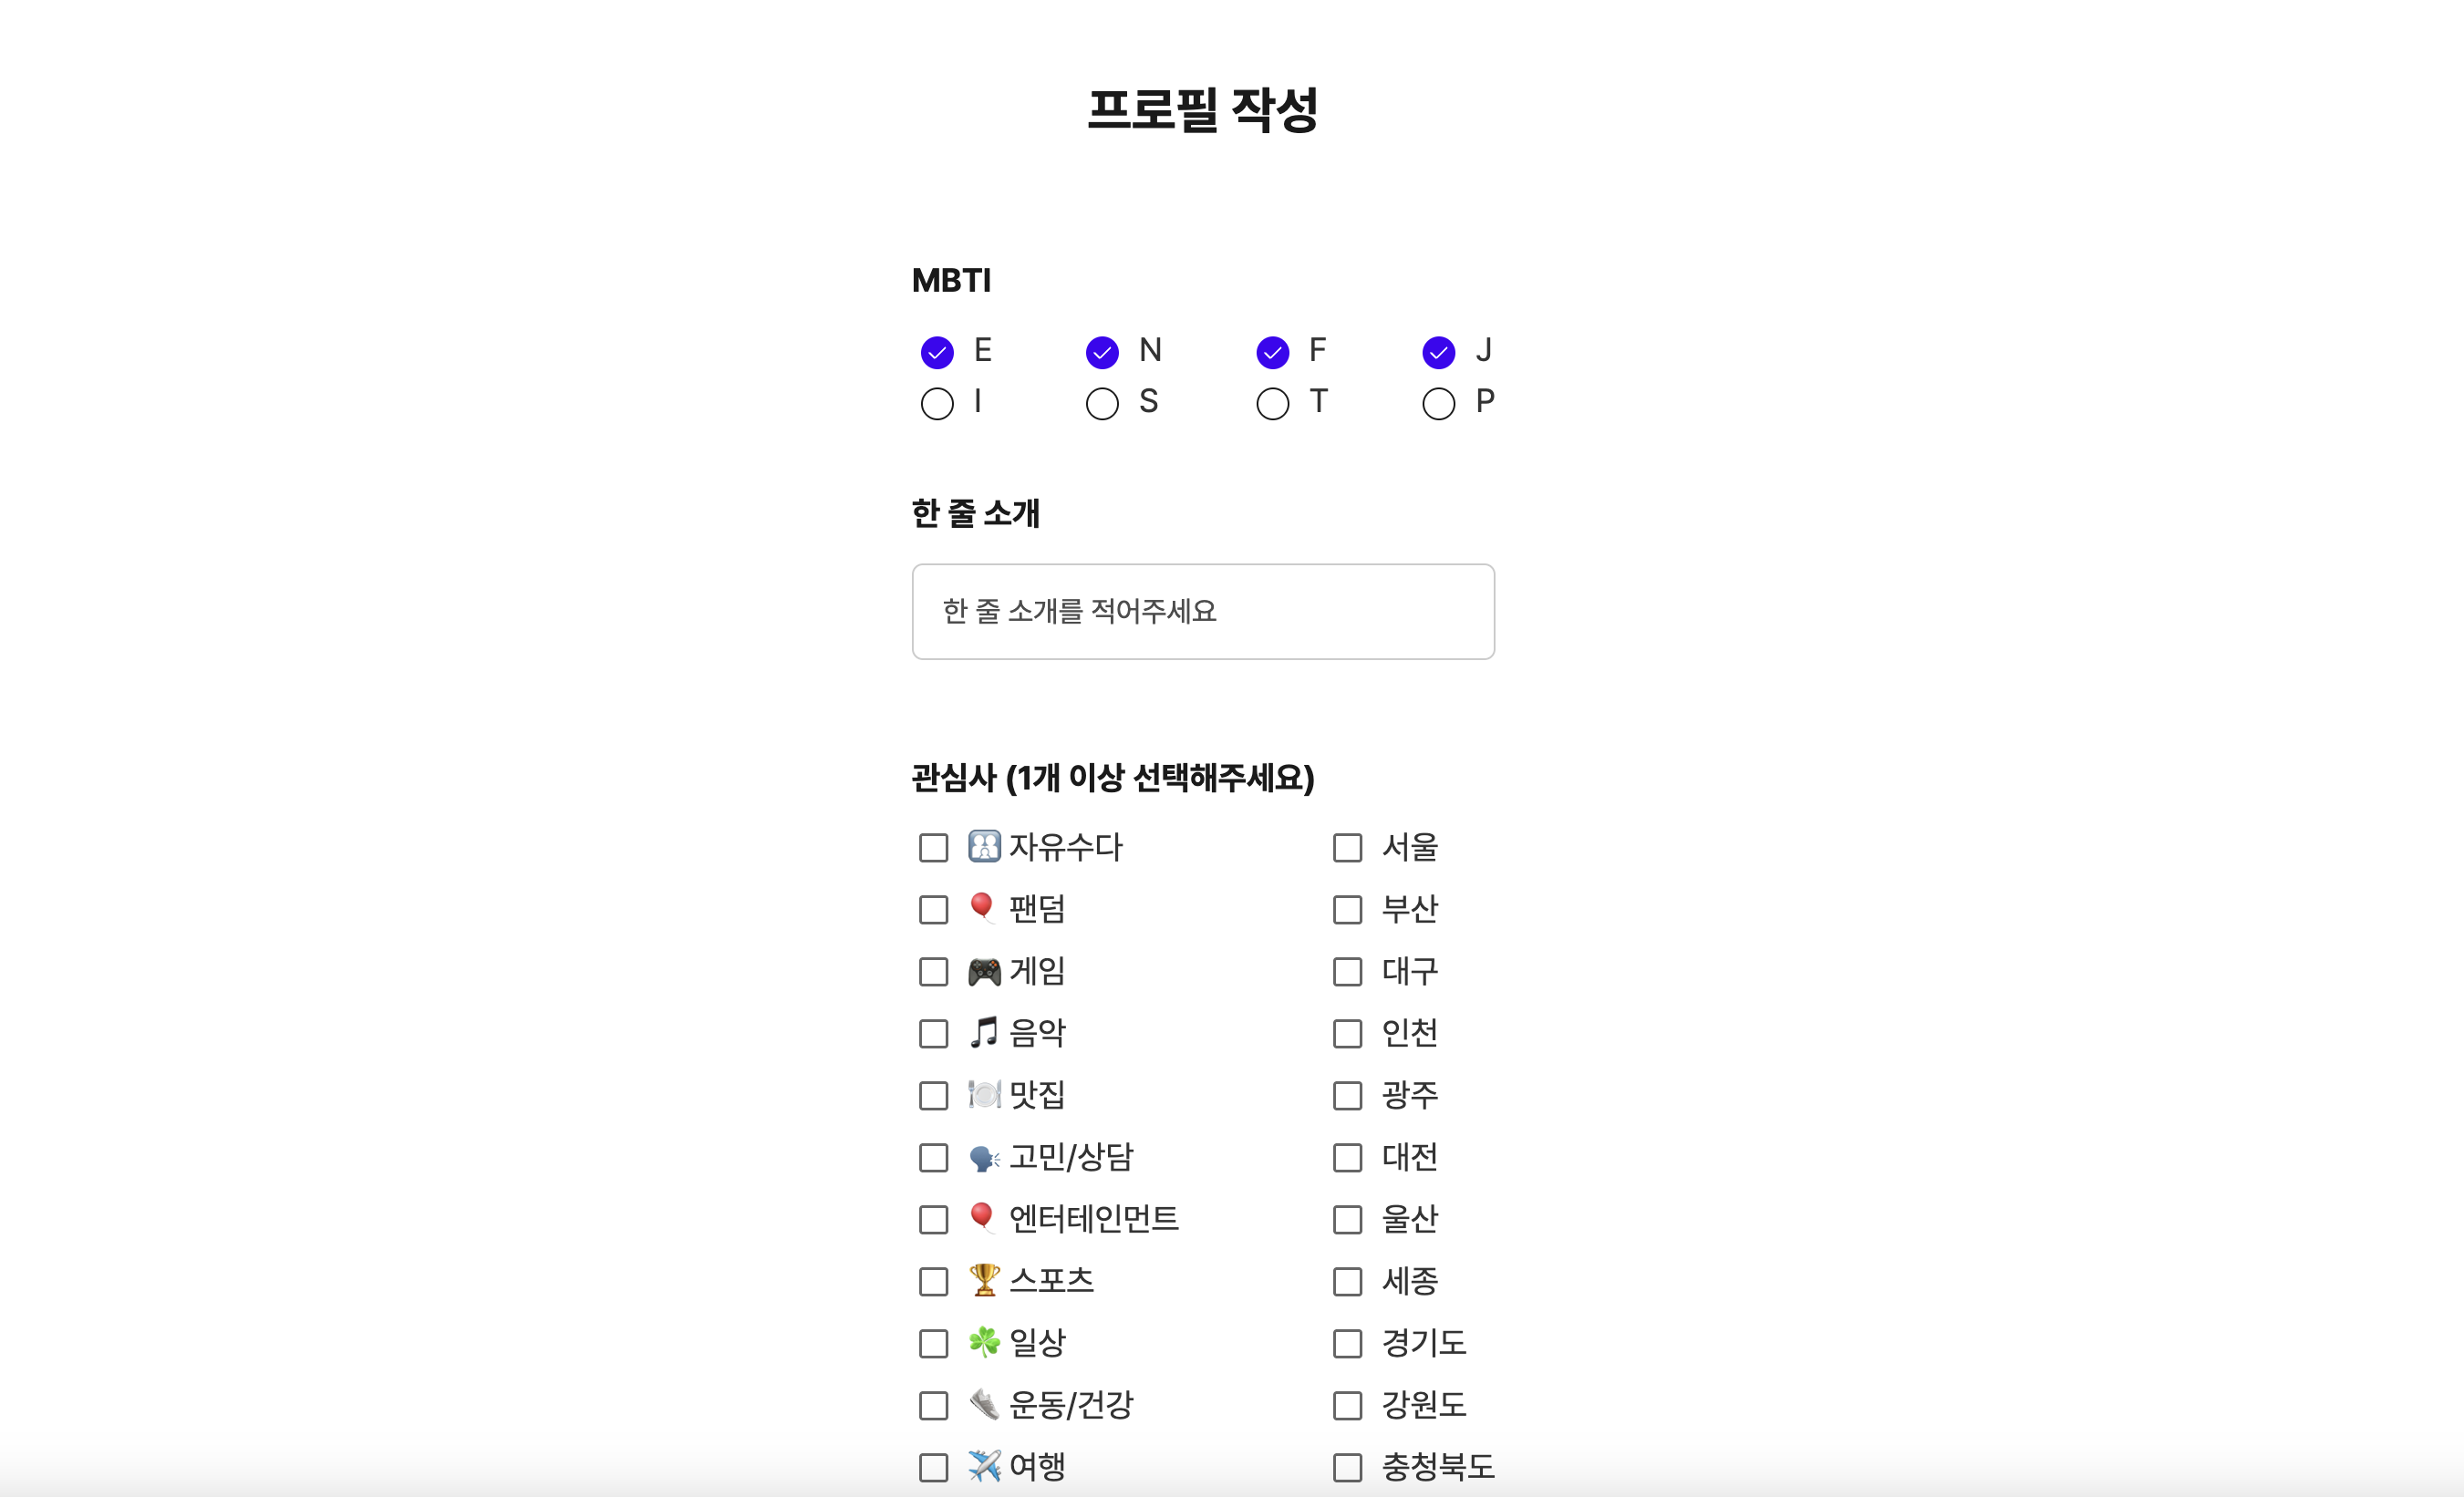 프로필 작성
MBTI
E N F J
I S T P
한 줄 소개
한 줄 소개를 적어주세요
관심사 (1개 이상 선택해주세요)
자유수다 서울
팬덤 부산
게임 대구
음악 인천
맛집 광주
고민/상담 대전
엔터테인먼트 울산
스포츠 세종
일상 경기도
운동/건강 강원도
여행 충청북도